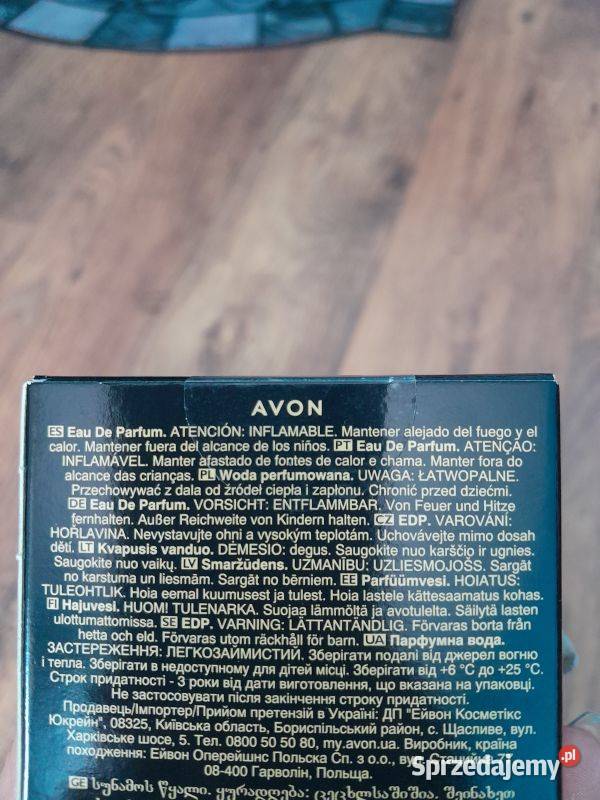 AVON
ES Eau De Parfum. ATENCIÓN: INFLAMABLE. Mantener alejado del fuego y el
calor. Mantener fuera del alcance de los niños. PT Eau De Parfum. ATENÇÃO:
INFLAMÁVEL. Manter afastado de fontes de calor e chama. Manter fora do
alcance das crianças. PL Woda perfumowana. UWAGA: ŁATWOPALNE.
Przechowywać z dala od źródeł ciepła i zapłonu. Chronić przed dziećmi.
DE Eau De Parfum. VORSICHT: ENTFLAMMBAR. Von Feuer und Hitze
fernhalten. Außer Reichweite von Kindern halten. CZ EDP. VAROVÁNÍ:
HOŘLAVINA. Nevystavujte ohni a vysokým teplotám. Uchovávejte mimo dosah
dětí. LT Kvapusis vanduo. DĖMESIO: degus. Saugokite nuo karščio ir ugnies.
Saugokite nuo vaikų. LV Smaržūdens. UZMANĪBU: UZLIESMOJOŠS. Sargāt
no karstuma un liesmām. Sargāt no bērniem. EE Parfüümvesi. HOIATUS:
TULEOHTLIK. Hoia eemal kuumusest ja tulest. Hoia lastele kättesaamatus kohas.
FI Hajuvesi. HUOM! TULENARKA. Suojaa lämmöltä ja avotulelta. Säilytä lasten
ulottumattomissa. SE EDP. VARNING: LÄTTANTÄNDLIG. Förvaras borta från
hetta och eld. Förvaras utom räckhåll för barn. UA Парфумна вода.
ЗАСТЕРЕЖЕННЯ: ЛЕГКОЗАЙМИСТИЙ. Зберігати подалі від джерел вогню
і тепла. Зберігати в недоступному для дітей місці. Зберігати від +6 °C до +25 °C.
Строк придатності - 3 роки від дати виготовлення, що вказана на упаковці.
Не застосовувати після закінчення строку придатності.
Продавець/Імпортер/Прийом претензій в Україні: ДП "Ейвон Косметікс
Юкрейн", 08325, Київська область, Бориспільський район, с. Щасливе, вул.
Харківське шосе, 5. Тел. 0800 50 50 80, my.avon.ua. Виробник, країна
походження: Ейвон Оперейшнс Польска Сп. з о.о., вул. Стаційна
08-400 Гарволін, Польща.
GE სუნამოს წყალი. ყურადღება: ცეცხლსაშიშია. შეინახეთ
Sprzedajemy.pl